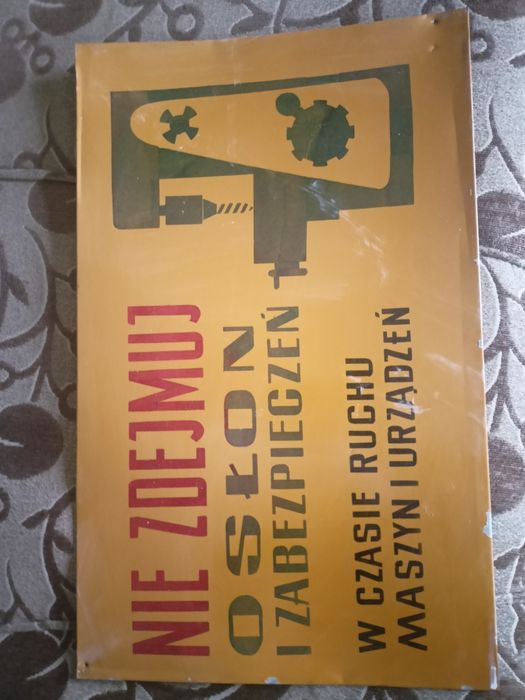 NIE ZDEJMUJ
OSŁON
I ZABEZPIECZEŃ
W CZASIE RUCHU
MASZYN I URZĄDZEŃ